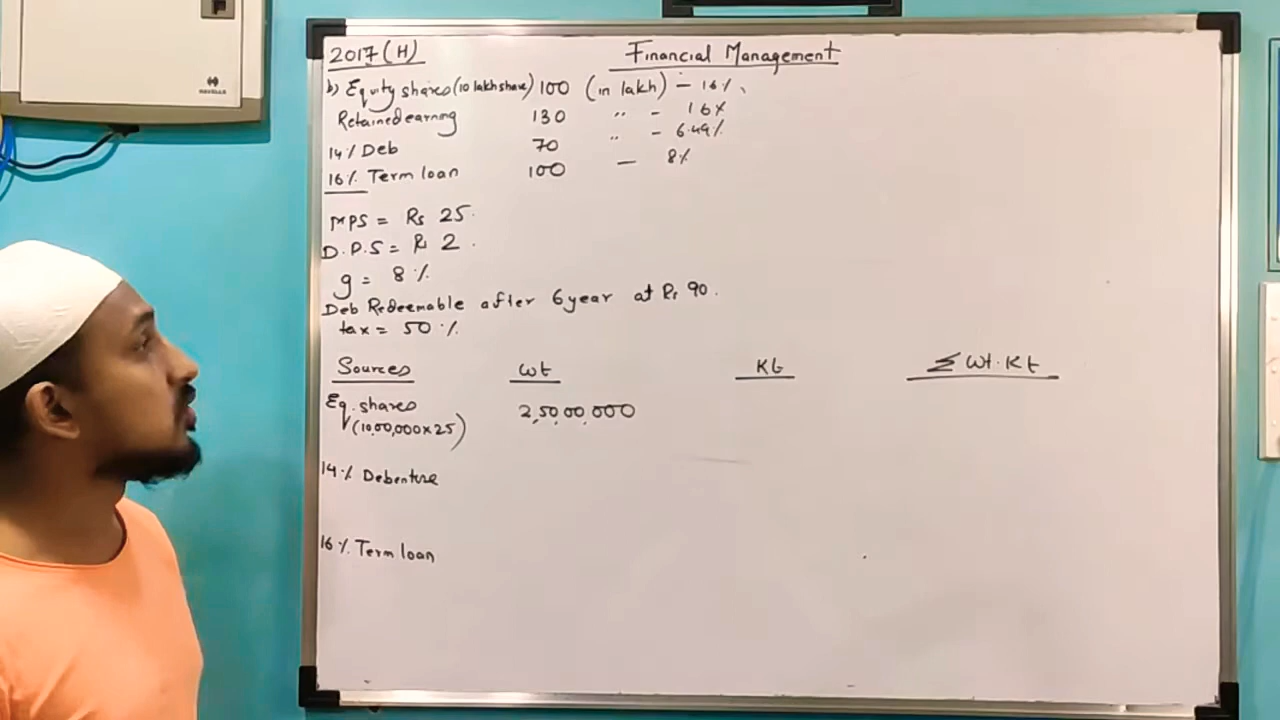 HAVELLS
2017 (H) Financial Management
b) Equity shares (10 lakh share) 100 (in lakh) – 16%
Retained earning 130 " – 16%
14% Deb 70 " – 6.49%
16% Term loan 100 — 8%
MPS = Rs 25.
D.P.S = Rs 2.
g = 8%
Deb Redeemable after 6 year at Rs 90.
tax = 50%
Sources Wt Kt Σ Wt.Kt
Eq. shares 2,50,00,000
(10,00,000×25)
14% Debenture
16% Term loan